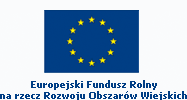 Europejski Fundusz Rolny
na rzecz Rozwoju Obszarów Wiejskich